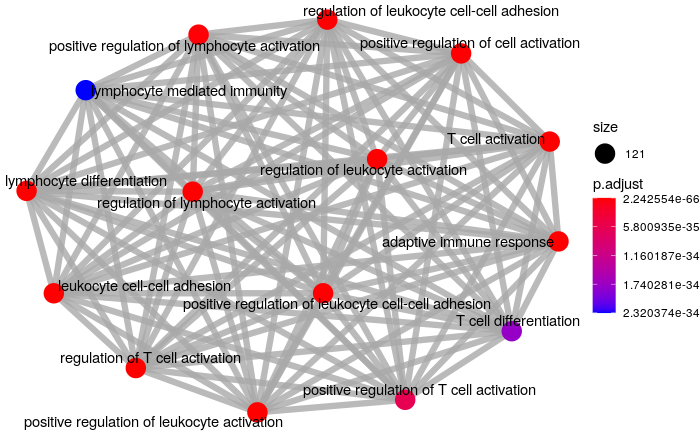 regulation of leukocyte cell-cell adhesion
positive regulation of lymphocyte activation
positive regulation of cell activation
lymphocyte mediated immunity
T cell activation
regulation of leukocyte activation
lymphocyte differentiation
regulation of lymphocyte activation
adaptive immune response
leukocyte cell-cell adhesion
positive regulation of leukocyte cell-cell adhesion
T cell differentiation
regulation of T cell activation
positive regulation of T cell activation
positive regulation of leukocyte activation
size
121
p.adjust
2.242554e-66
5.800935e-35
1.160187e-34
1.740281e-34
2.320374e-34